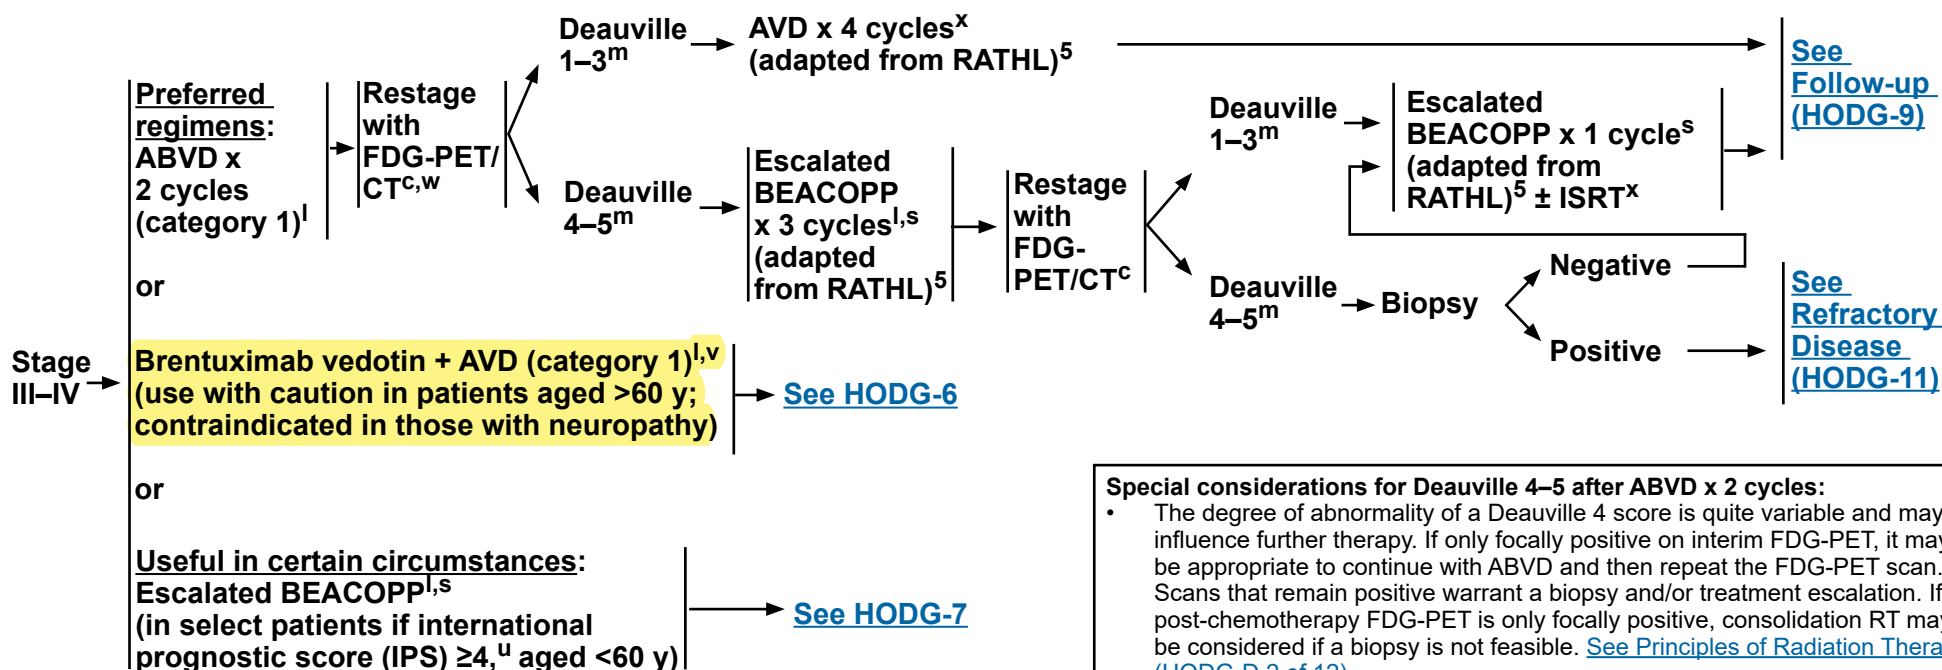 Stage
III–IV
Preferred
regimens:
ABVD x
2 cycles
(category 1)l
or
Brentuximab vedotin + AVD (category 1)l,v
(use with caution in patients aged >60 y;
contraindicated in those with neuropathy)
or
Useful in certain circumstances:
Escalated BEACOPPl,s
(in select patients if international
prognostic score (IPS) ≥4,u aged <60 y)
Restage
with
FDG-PET/
CTc,w
Deauville
1–3m
AVD x 4 cyclesx
(adapted from RATHL)5
Deauville
4–5m
Escalated
BEACOPP
x 3 cyclesl,s
(adapted
from RATHL)5
Restage
with
FDG-
PET/CTc
Deauville
1–3m
Escalated
BEACOPP x 1 cycles
(adapted from
RATHL)5 ± ISRTx
Deauville
4–5m
Biopsy
Negative
Positive
See
Follow-up
(HODG-9)
See
Refractory
Disease
(HODG-11)
See HODG-6
See HODG-7
Special considerations for Deauville 4–5 after ABVD x 2 cycles:
• The degree of abnormality of a Deauville 4 score is quite variable and may
influence further therapy. If only focally positive on interim FDG-PET, it may
be appropriate to continue with ABVD and then repeat the FDG-PET scan.
Scans that remain positive warrant a biopsy and/or treatment escalation. If
post-chemotherapy FDG-PET is only focally positive, consolidation RT may
be considered if a biopsy is not feasible. See Principles of Radiation Thera